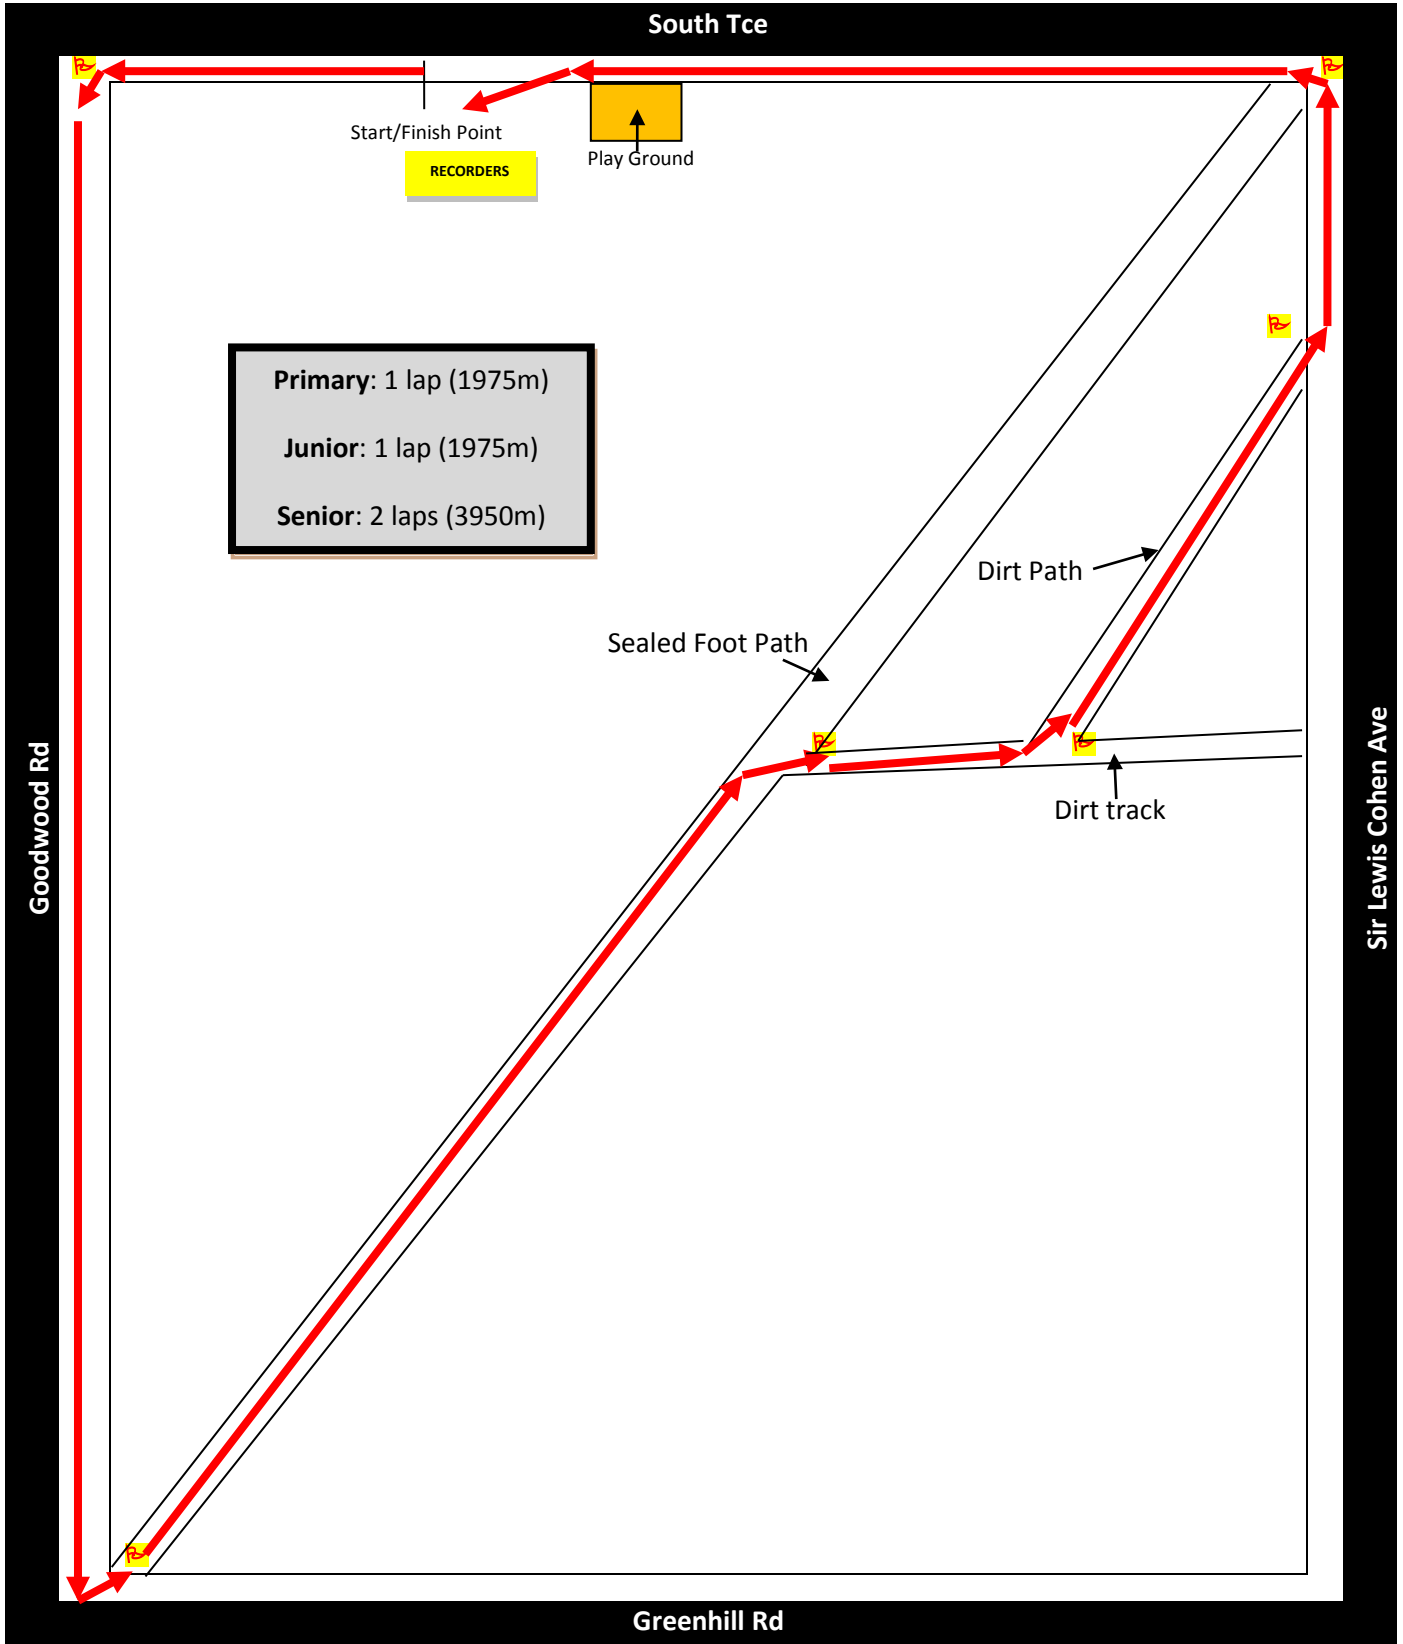 South Tce
Start/Finish Point
RECORDERS
Play Ground
Primary: 1 lap (1975m)
Junior: 1 lap (1975m)
Senior: 2 laps (3950m)
Dirt Path
Sealed Foot Path
Dirt track
Goodwood Rd
Sir Lewis Cohen Ave
Greenhill Rd